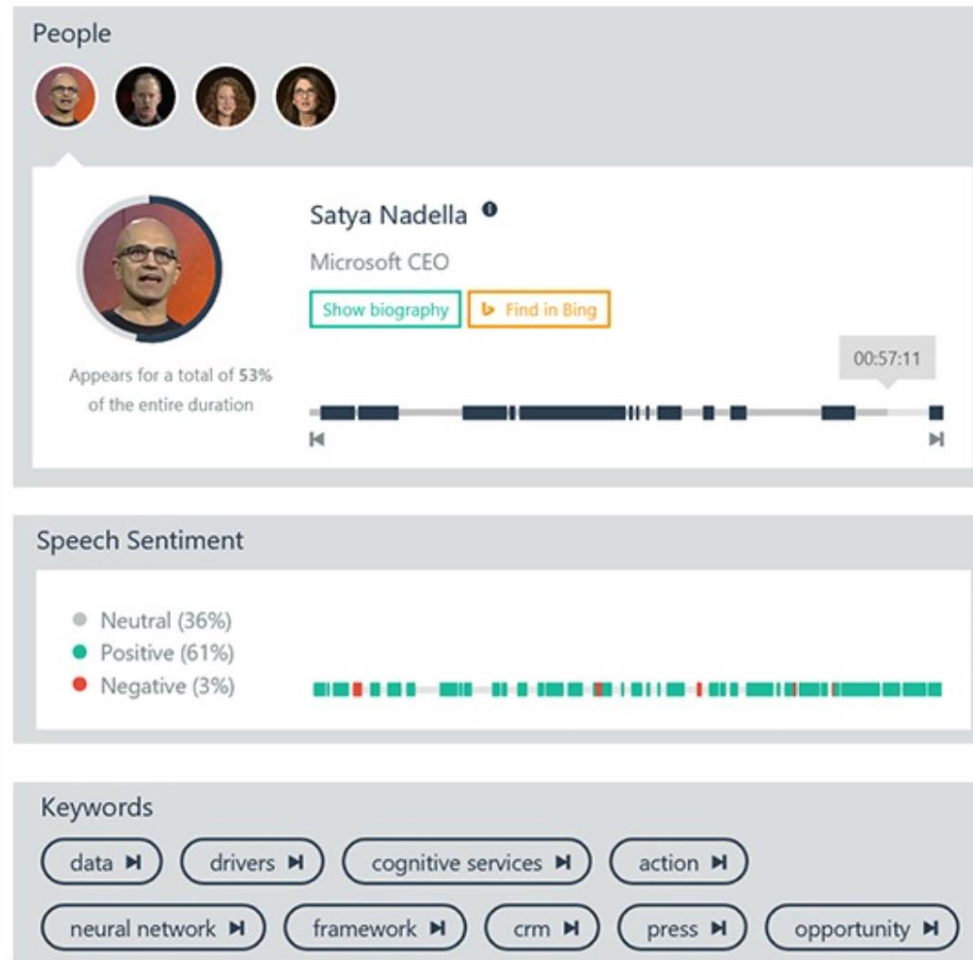 People
Satya Nadella
Microsoft CEO
Show biography Find in Bing
00:57:11
Appears for a total of 53%
of the entire duration
Speech Sentiment
Neutral (36%)
Positive (61%)
Negative (3%)
Keywords
data drivers cognitive services action
neural network framework crm press opportunity